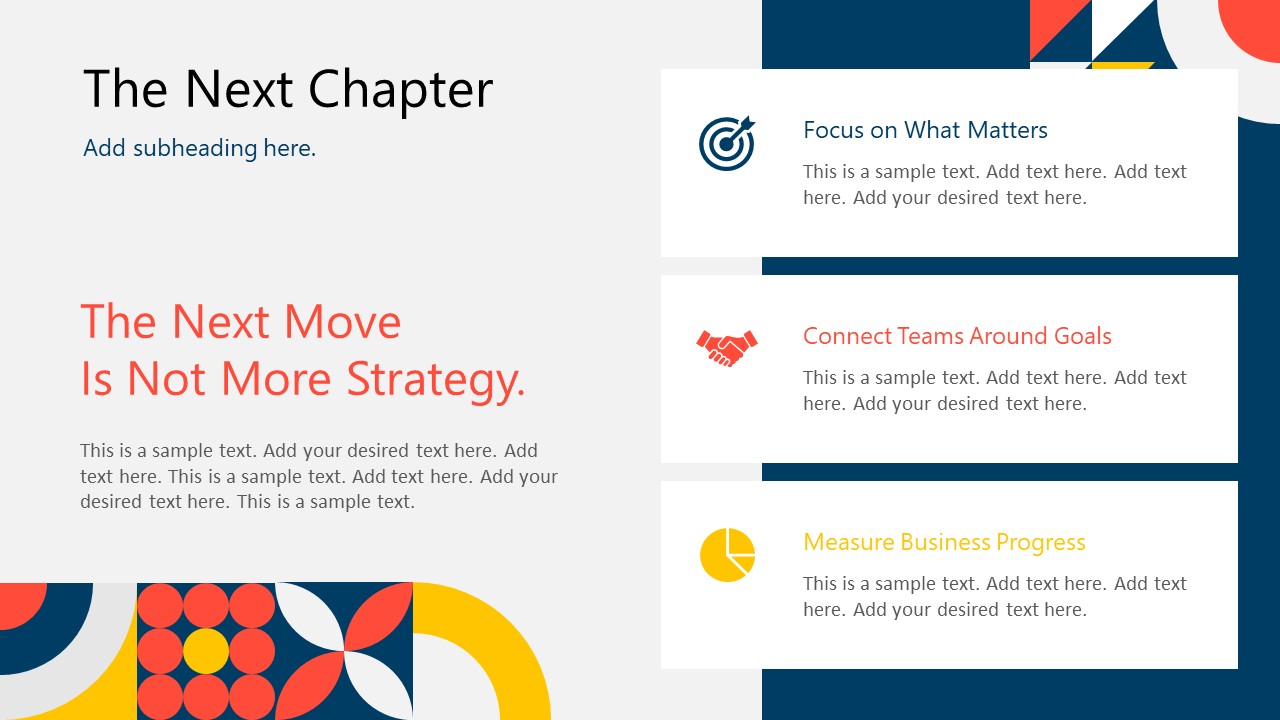 The Next Chapter
Add subheading here.
The Next Move
Is Not More Strategy.
This is a sample text. Add your desired text here. Add
text here. This is a sample text. Add text here. Add your
desired text here. This is a sample text.
Focus on What Matters
This is a sample text. Add text here. Add text
here. Add your desired text here.
Connect Teams Around Goals
This is a sample text. Add text here. Add text
here. Add your desired text here.
Measure Business Progress
This is a sample text. Add text here. Add text
here. Add your desired text here.